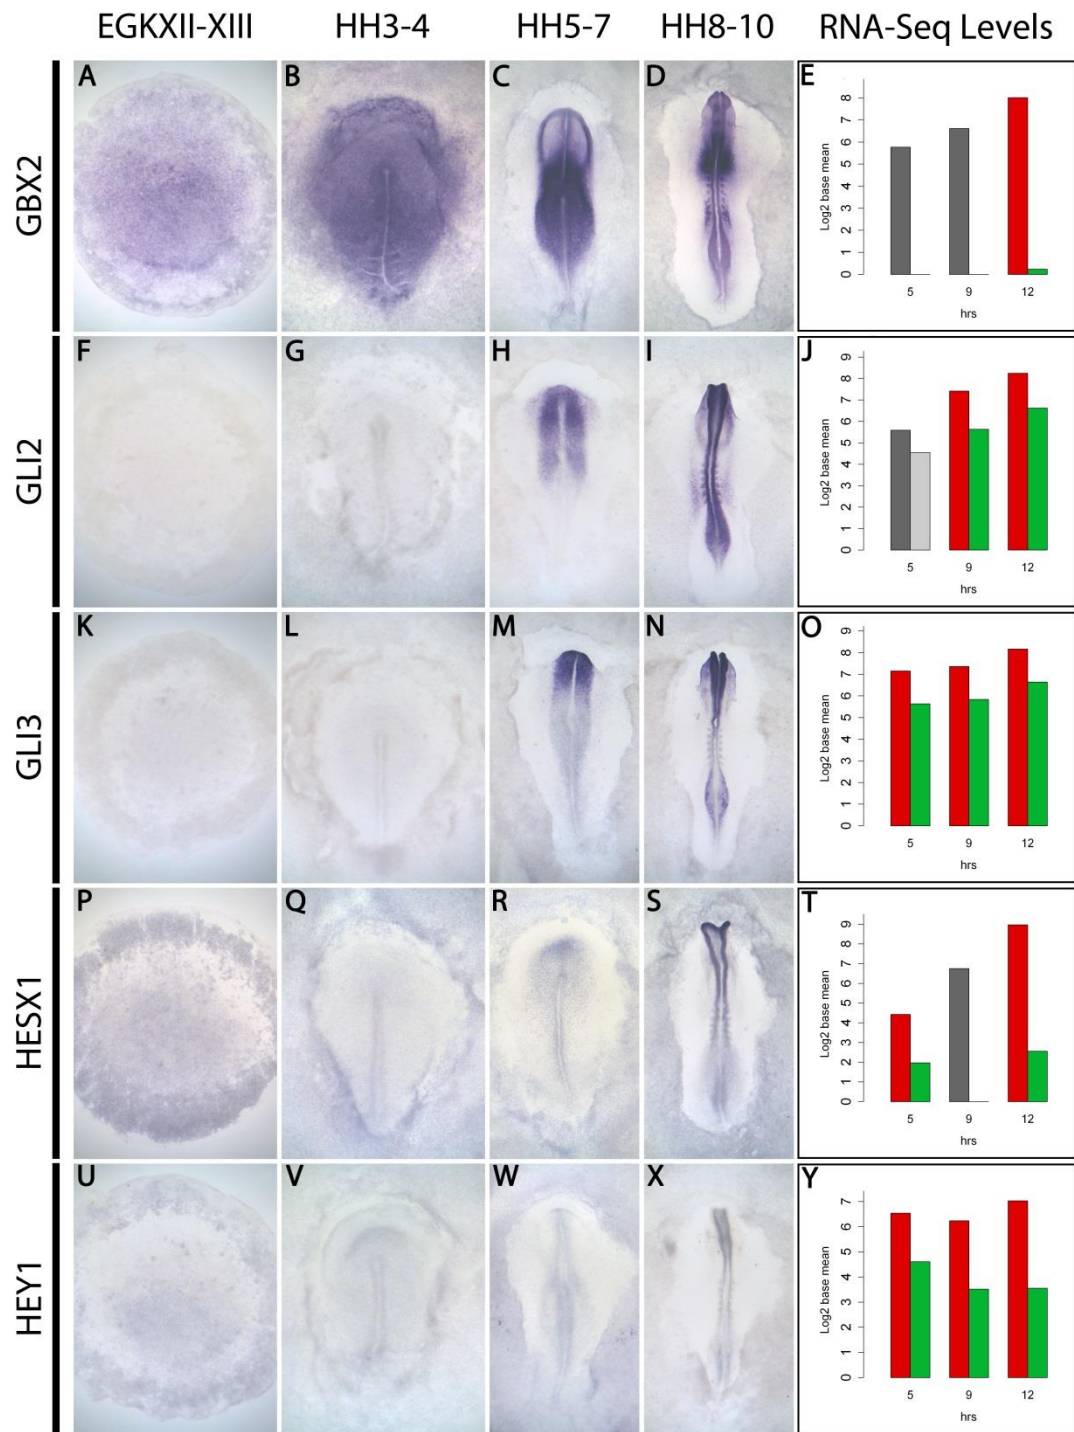 EGKXII-XIII HH3-4 HH5-7 HH8-10 RNA-Seq Levels
GBX2
A B C D E
Log2 base mean
0 1 2 3 4 5 6 7 8
5 9 12
hrs
GLI2
F G H I J
Log2 base mean
0 1 2 3 4 5 6 7 8 9
5 9 12
hrs
GLI3
K L M N O
Log2 base mean
0 1 2 3 4 5 6 7 8 9
5 9 12
hrs
HESX1
P Q R S T
Log2 base mean
0 1 2 3 4 5 6 7 8 9
5 9 12
hrs
HEY1
U V W X Y
Log2 base mean
0 1 2 3 4 5 6 7
5 9 12
hrs